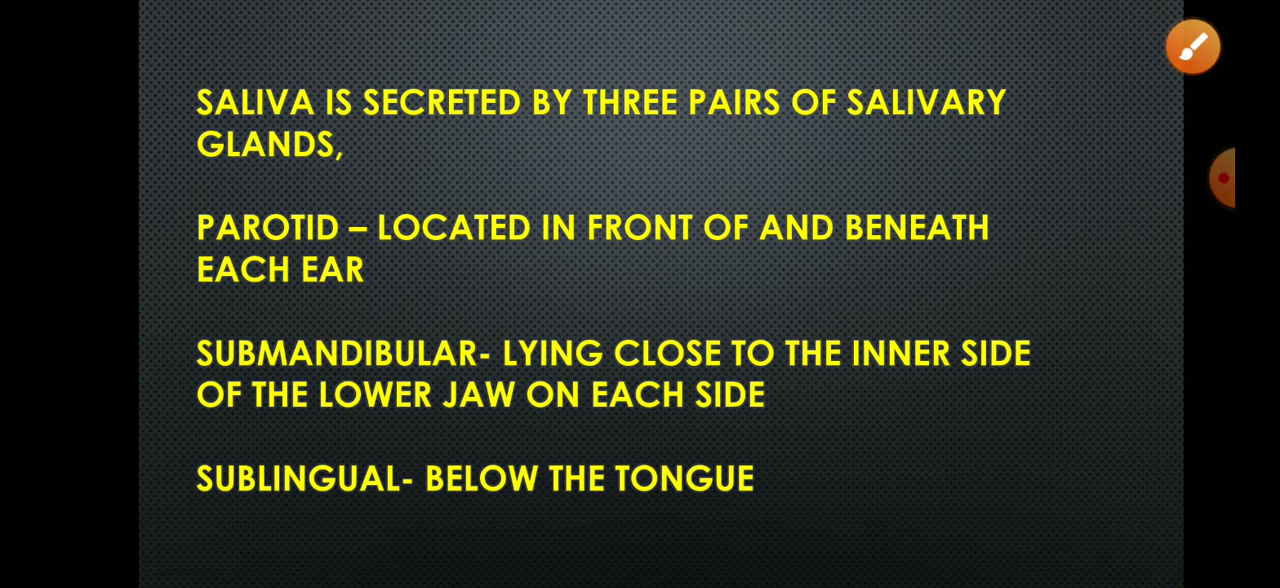 SALIVA IS SECRETED BY THREE PAIRS OF SALIVARY
GLANDS,
PAROTID – LOCATED IN FRONT OF AND BENEATH
EACH EAR
SUBMANDIBULAR- LYING CLOSE TO THE INNER SIDE
OF THE LOWER JAW ON EACH SIDE
SUBLINGUAL- BELOW THE TONGUE